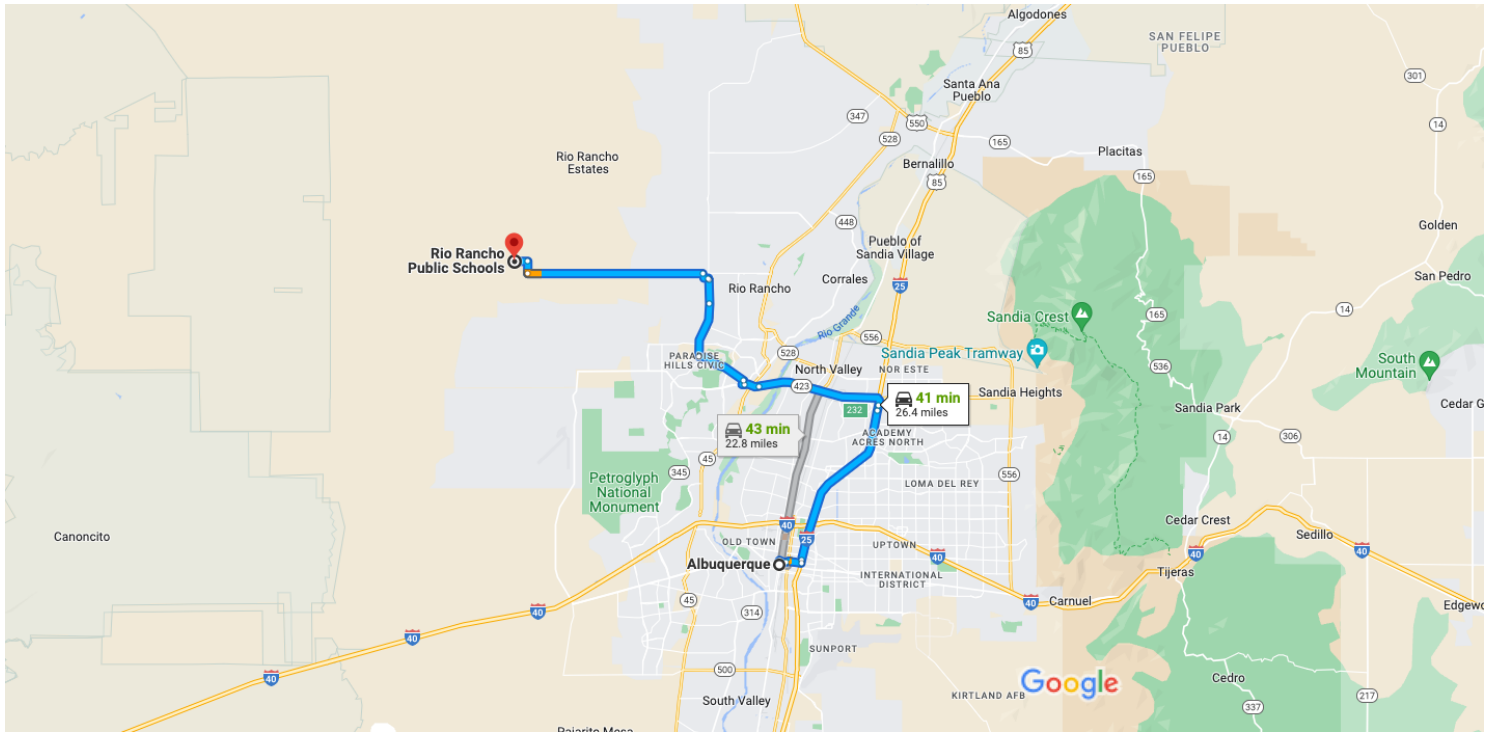 Algodones
SAN FELIPE
PUEBLO
85
301
Santa Ana
Pueblo
14
347
550
528
165
Placitas
Rio Rancho
Estates
Bernalillo
165
85
448
Golden
Rio Rancho
Public Schools
Pueblo of
Sandia Village
Corrales
San Pedro
25
Rio Rancho
14
Rio Grande
Sandia Crest
165
556
528
Sandia Peak Tramway
PARADISE
HILLS CIVIC
North Valley
NOR ESTE
South
Mountain
536
423
Sandia Heights
41 min
26.4 miles
232
Sandia Park
Cedar G
43 min
22.8 miles
ACADEMY
ACRES NORTH
14
306
45
345
Petroglyph
National
Monument
556
LOMA DEL REY
Cedar Crest
40
Sedillo
Canoncito
OLD TOWN
25
UPTOWN
40
40
40
Albuquerque
Tijeras
INTERNATIONAL
DISTRICT
45
40
Carnuel
Edgewo
314
40
40
SUNPORT
500
40
Google
Cedro
South Valley
KIRTLAND AFB
217
337
Pajarito Mesa